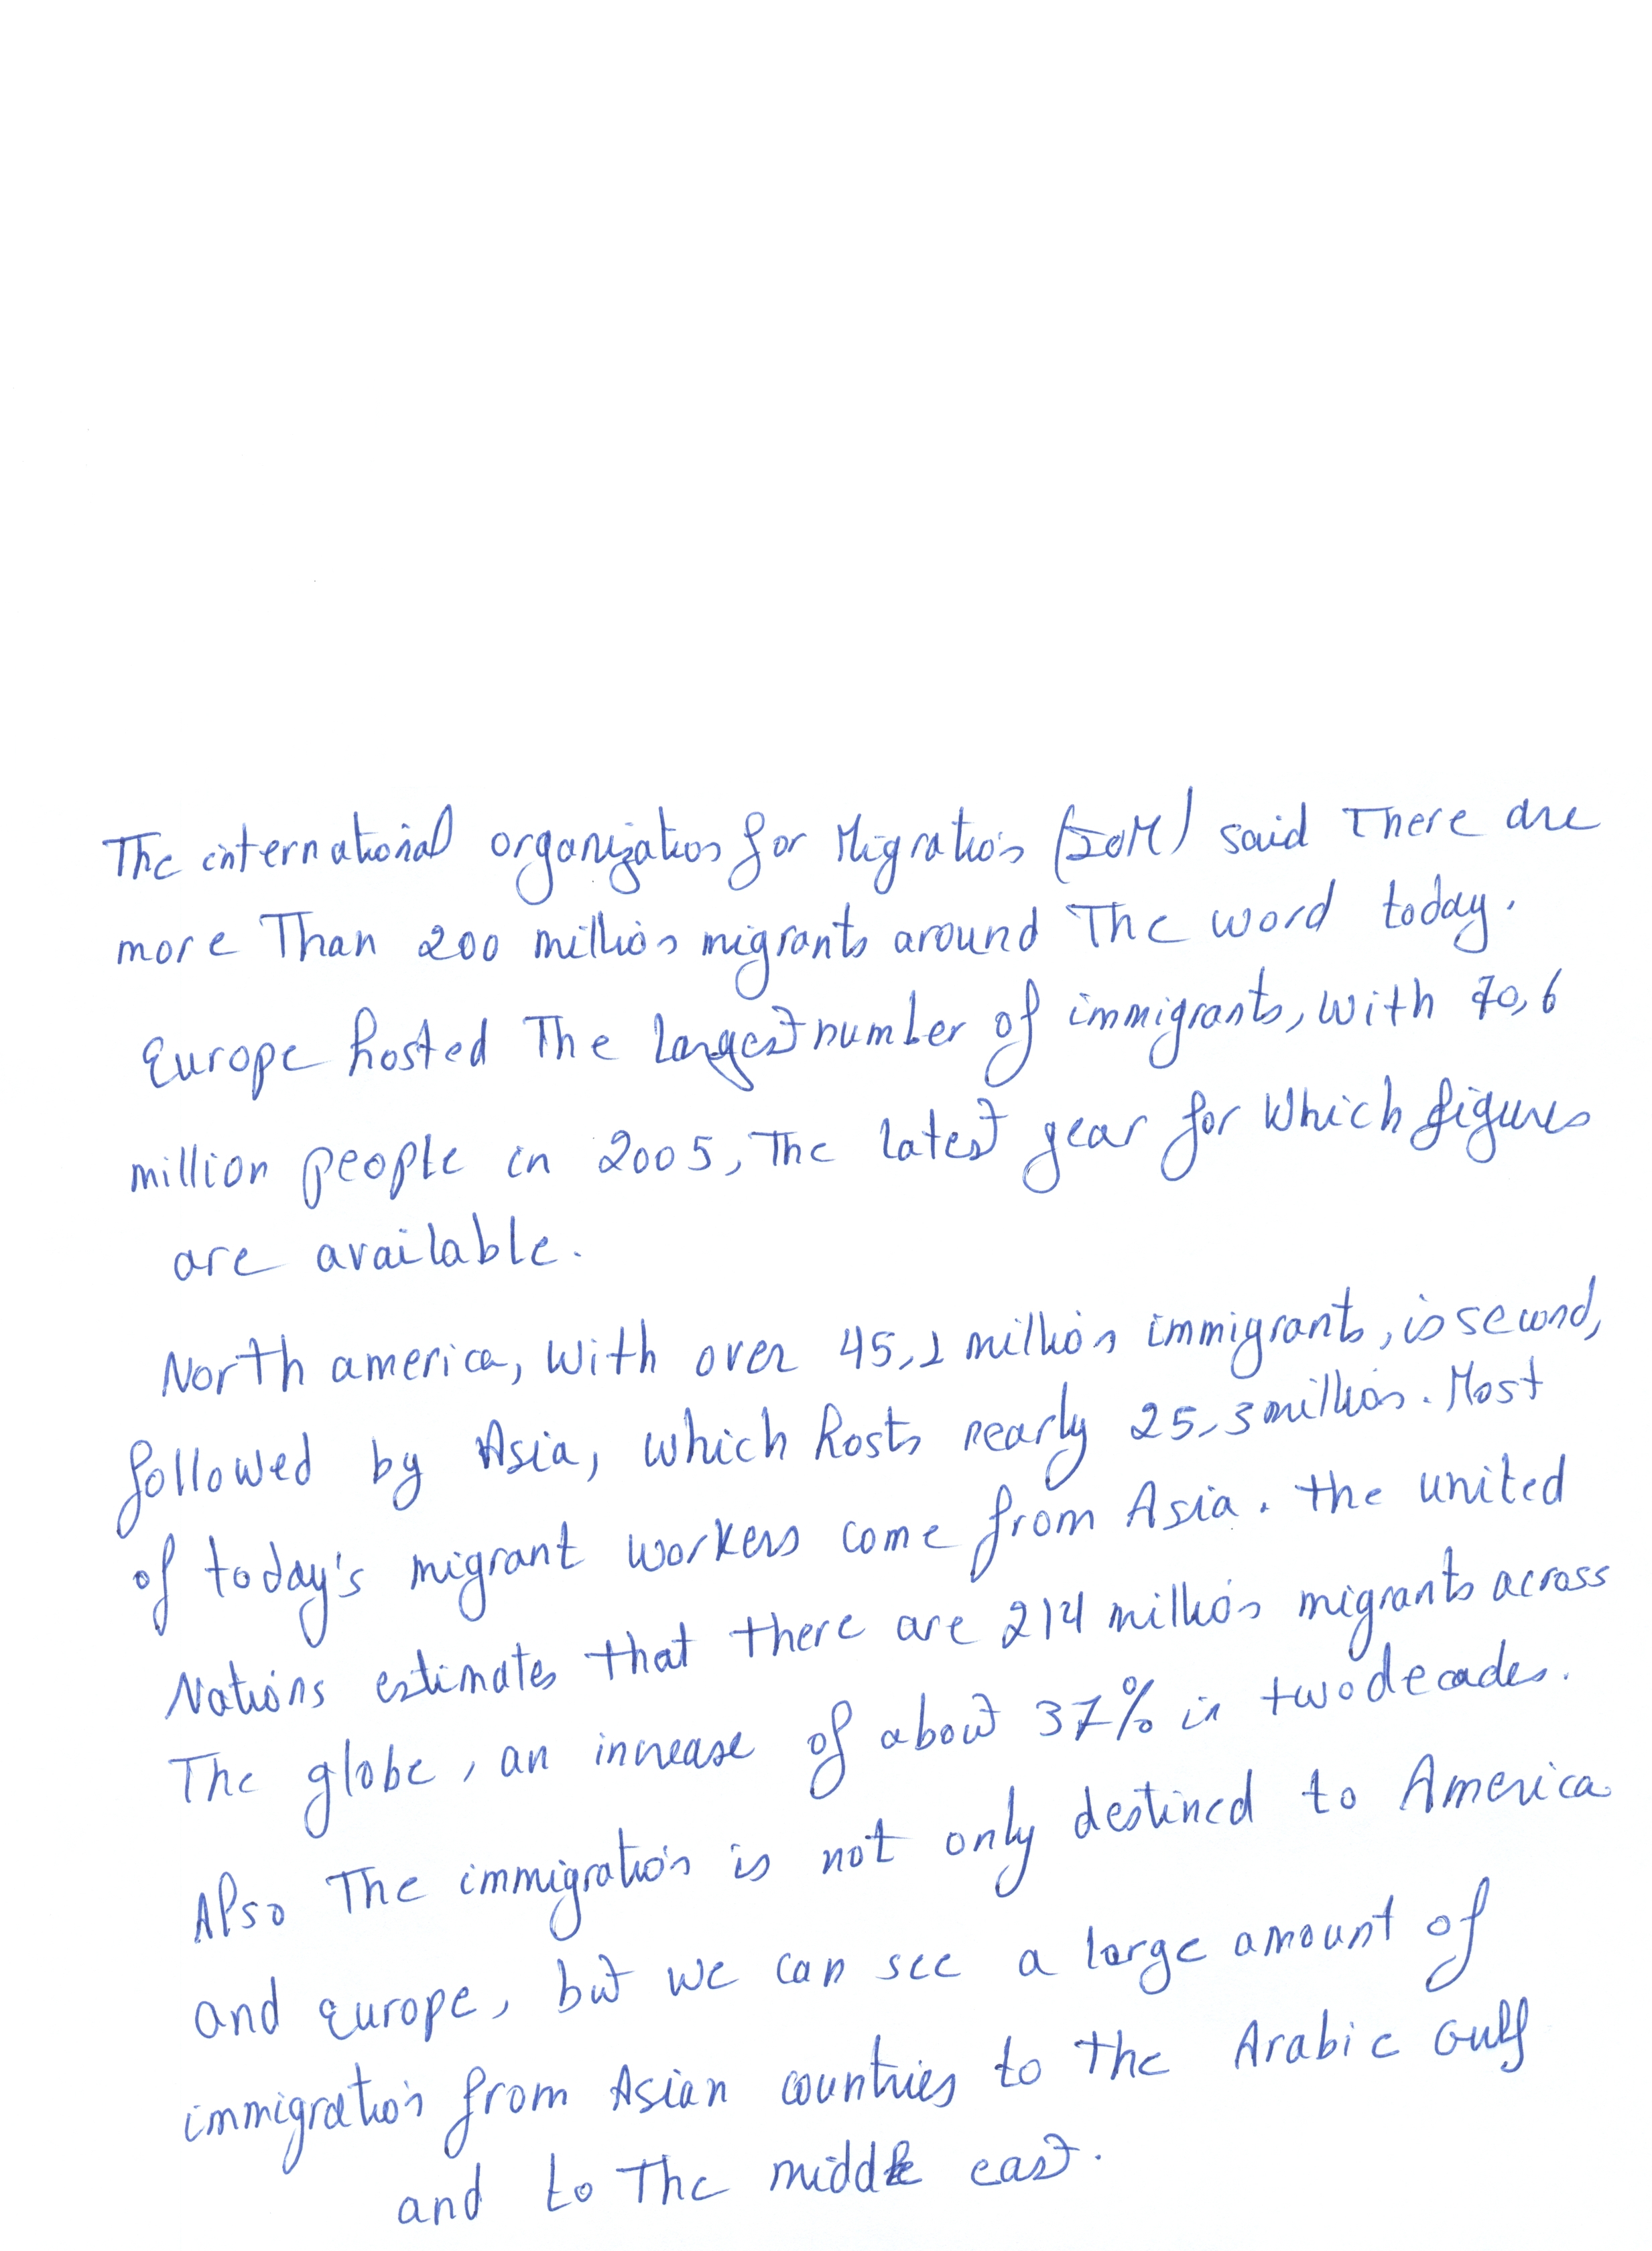 The international organization for Migration (IOM) said There are
more Than 200 million migrants around The word today.
Europe hosted The largest number of immigrants, with 70,6
million people in 2005, The latest year for which figures
are available.
North america, with over 45,1 million immigrants, is second,
followed by Asia, which hosts nearly 25,3 million. Most
of today's migrant workers come from Asia. the united
Nations estimates that there are 214 million migrants across
The globe, an increase of about 37% in two decades.
Also The immigration is not only destined to America
and europe, but we can see a large amount of
immigration from Asian countries to the Arabic Gulf
and to The middle east.